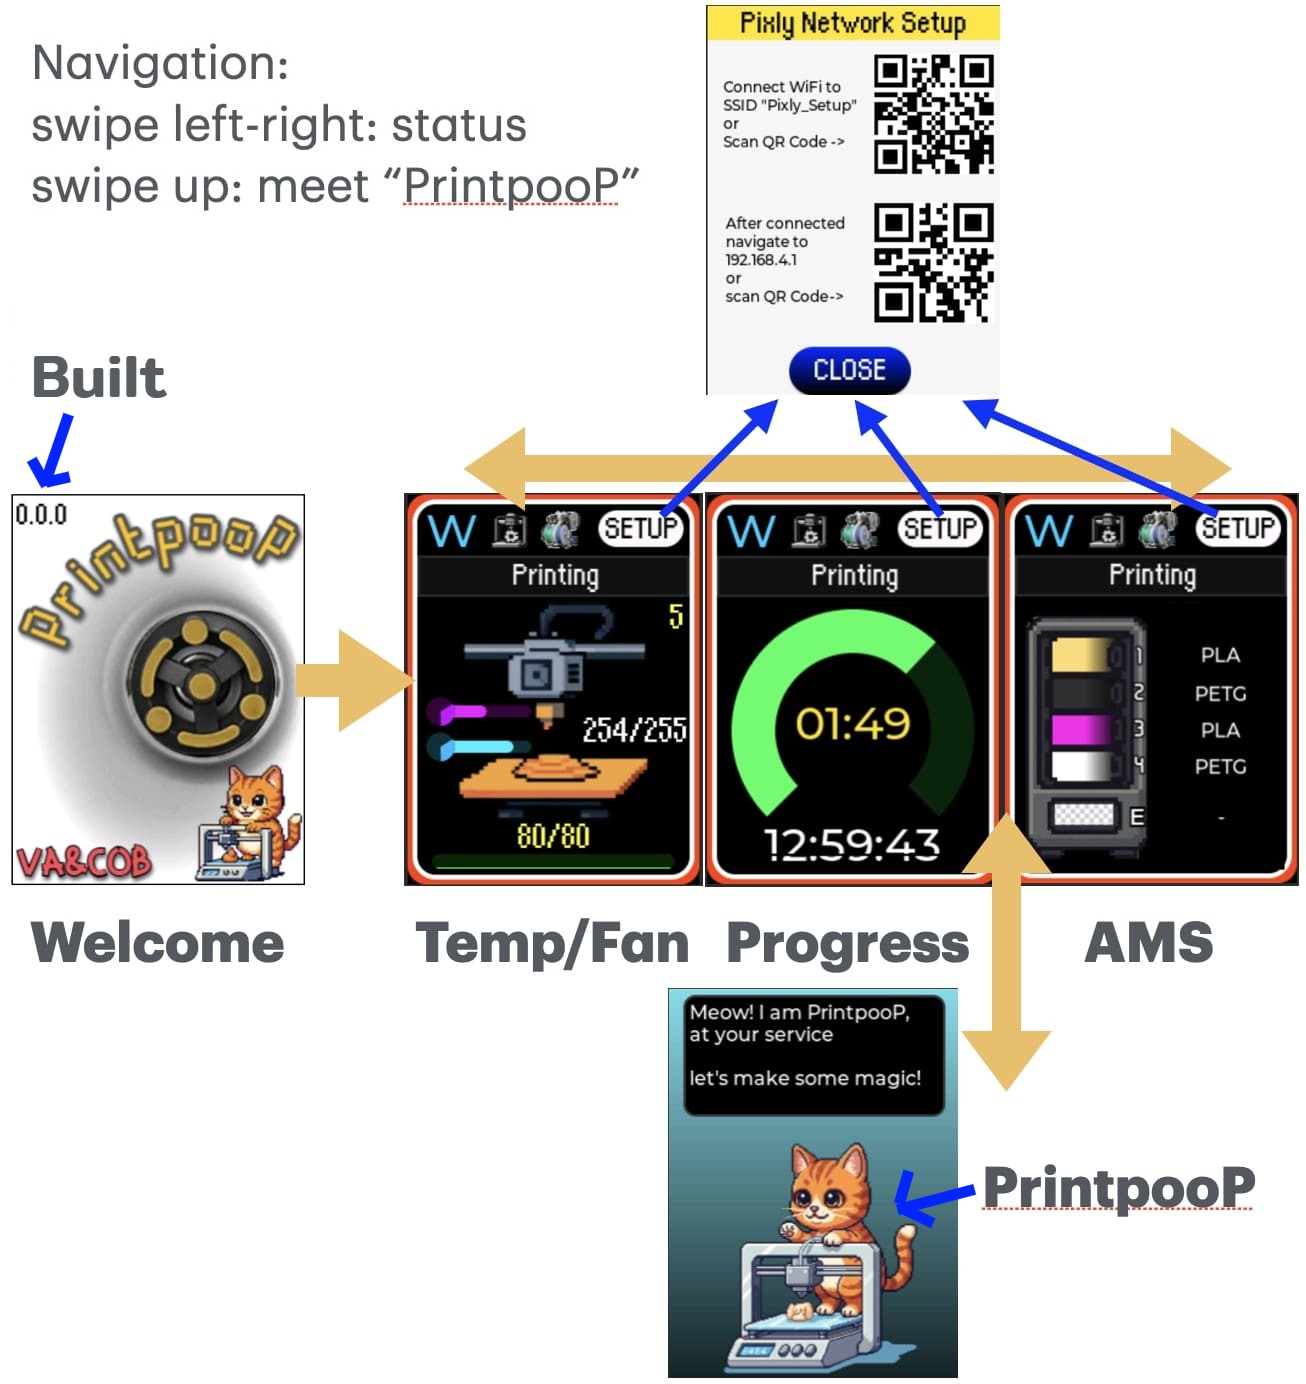 Navigation:
swipe left-right: status
swipe up: meet “PrintpooP”
Pixly Network Setup
Connect WiFi to
SSID "Pixly_Setup"
or
Scan QR Code ->
After connected
navigate to
192.168.4.1
or
scan QR Code->
CLOSE
Built
0.0.0
Printpoop
VA&COB
Welcome
W SETUP
Printing
5
254/255
80/80
Temp/Fan
W SETUP
Printing
01:49
12:59:43
Progress
W SETUP
Printing
1 PLA
2 PETG
3 PLA
4 PETG
E -
AMS
Meow! I am PrintpooP,
at your service
let's make some magic!
PrintpooP